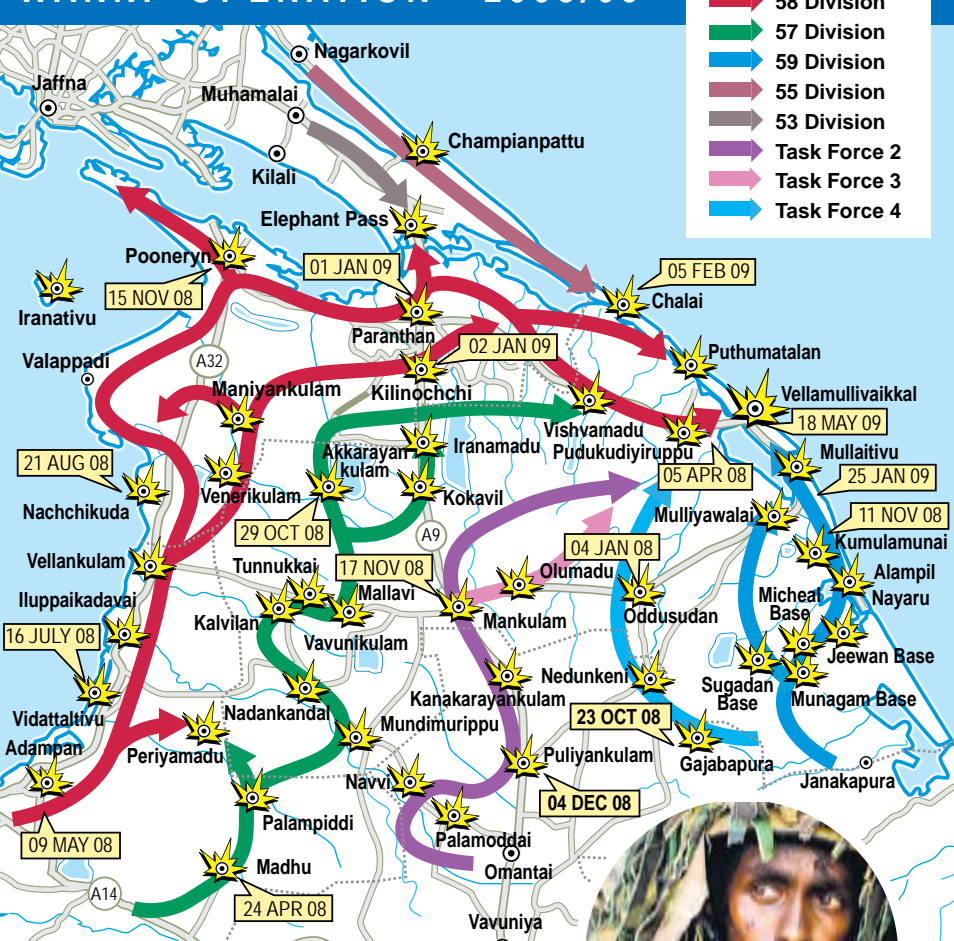 WANNI OPERATION 2008/09
58 Division
57 Division
59 Division
55 Division
53 Division
Task Force 2
Task Force 3
Task Force 4
Nagarkovil
Jaffna
Muhamalai
Champianpattu
Kilali
Elephant Pass
Pooneryn
01 JAN 09
05 FEB 09
15 NOV 08
Chalai
Iranativu
Paranthan
02 JAN 09
Puthumatalan
Valappadi
A32
Maniyankulam
Kilinochchi
Vellamullivaikkal
18 MAY 09
Vishvamadu
Akkarayan
kulam
Iranamadu
Pudukudiyiruppu
Mullaitivu
21 AUG 08
05 APR 08
25 JAN 09
Venerikulam
Kokavil
Nachchikuda
Mulliyawalai
11 NOV 08
29 OCT 08
A9
Kumulamunai
04 JAN 08
Vellankulam
Tunnukkai
17 NOV 08
Olumadu
Alampil
Iluppaikadavai
Mallavi
Micheal
Base
Nayaru
Kalvilan
Mankulam
Oddusudan
16 JULY 08
Vavunikulam
Jeewan Base
Nedunkeni
Sugadan
Base
Kanakarayankulam
Munagam Base
Vidattaltivu
Nadankandal
Mundimurippu
23 OCT 08
Adampan
Periyamadu
Puliyankulam
Gajabapura
Navvi
Janakapura
04 DEC 08
Palampiddi
Palamoddai
09 MAY 08
Madhu
Omantai
A14
24 APR 08
Vavuniya